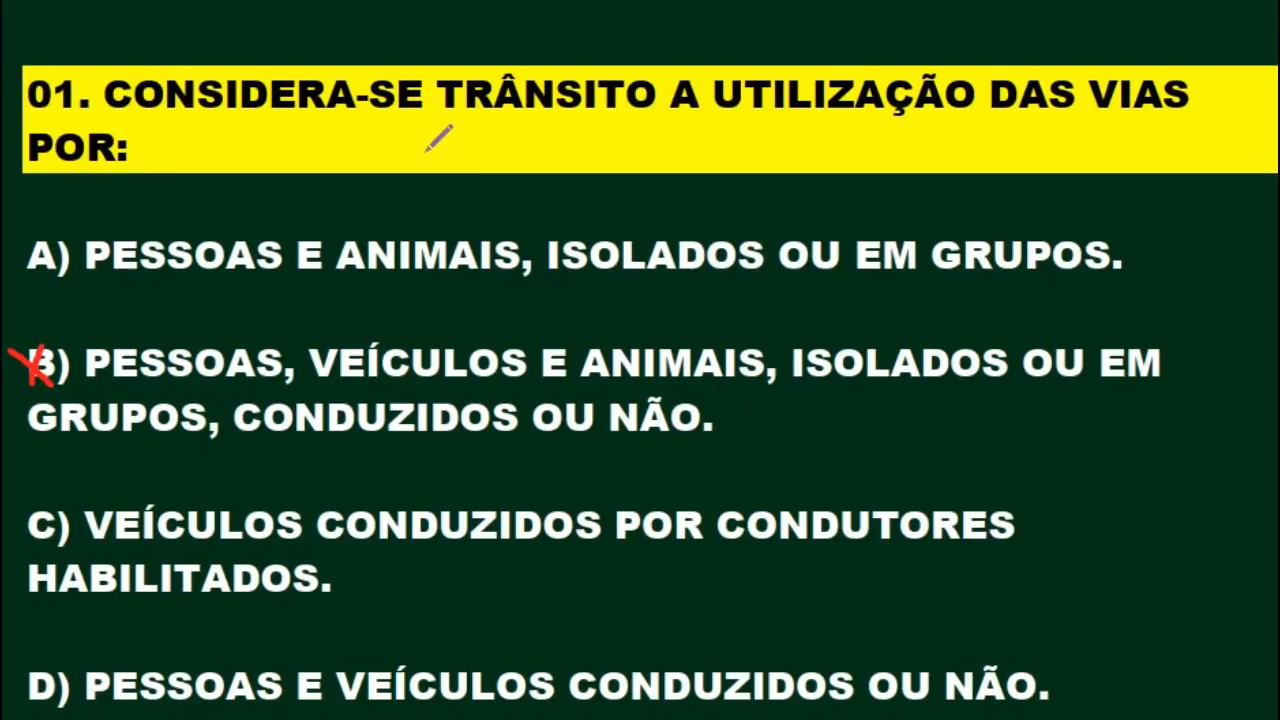 01. CONSIDERA-SE TRÂNSITO A UTILIZAÇÃO DAS VIAS
POR:
A) PESSOAS E ANIMAIS, ISOLADOS OU EM GRUPOS.
B) PESSOAS, VEÍCULOS E ANIMAIS, ISOLADOS OU EM
GRUPOS, CONDUZIDOS OU NÃO.
C) VEÍCULOS CONDUZIDOS POR CONDUTORES
HABILITADOS.
D) PESSOAS E VEÍCULOS CONDUZIDOS OU NÃO.